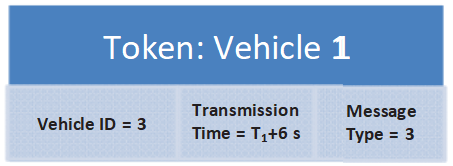 Token: Vehicle 1
Vehicle ID = 3
Transmission
Time = T₁+6 s
Message
Type = 3